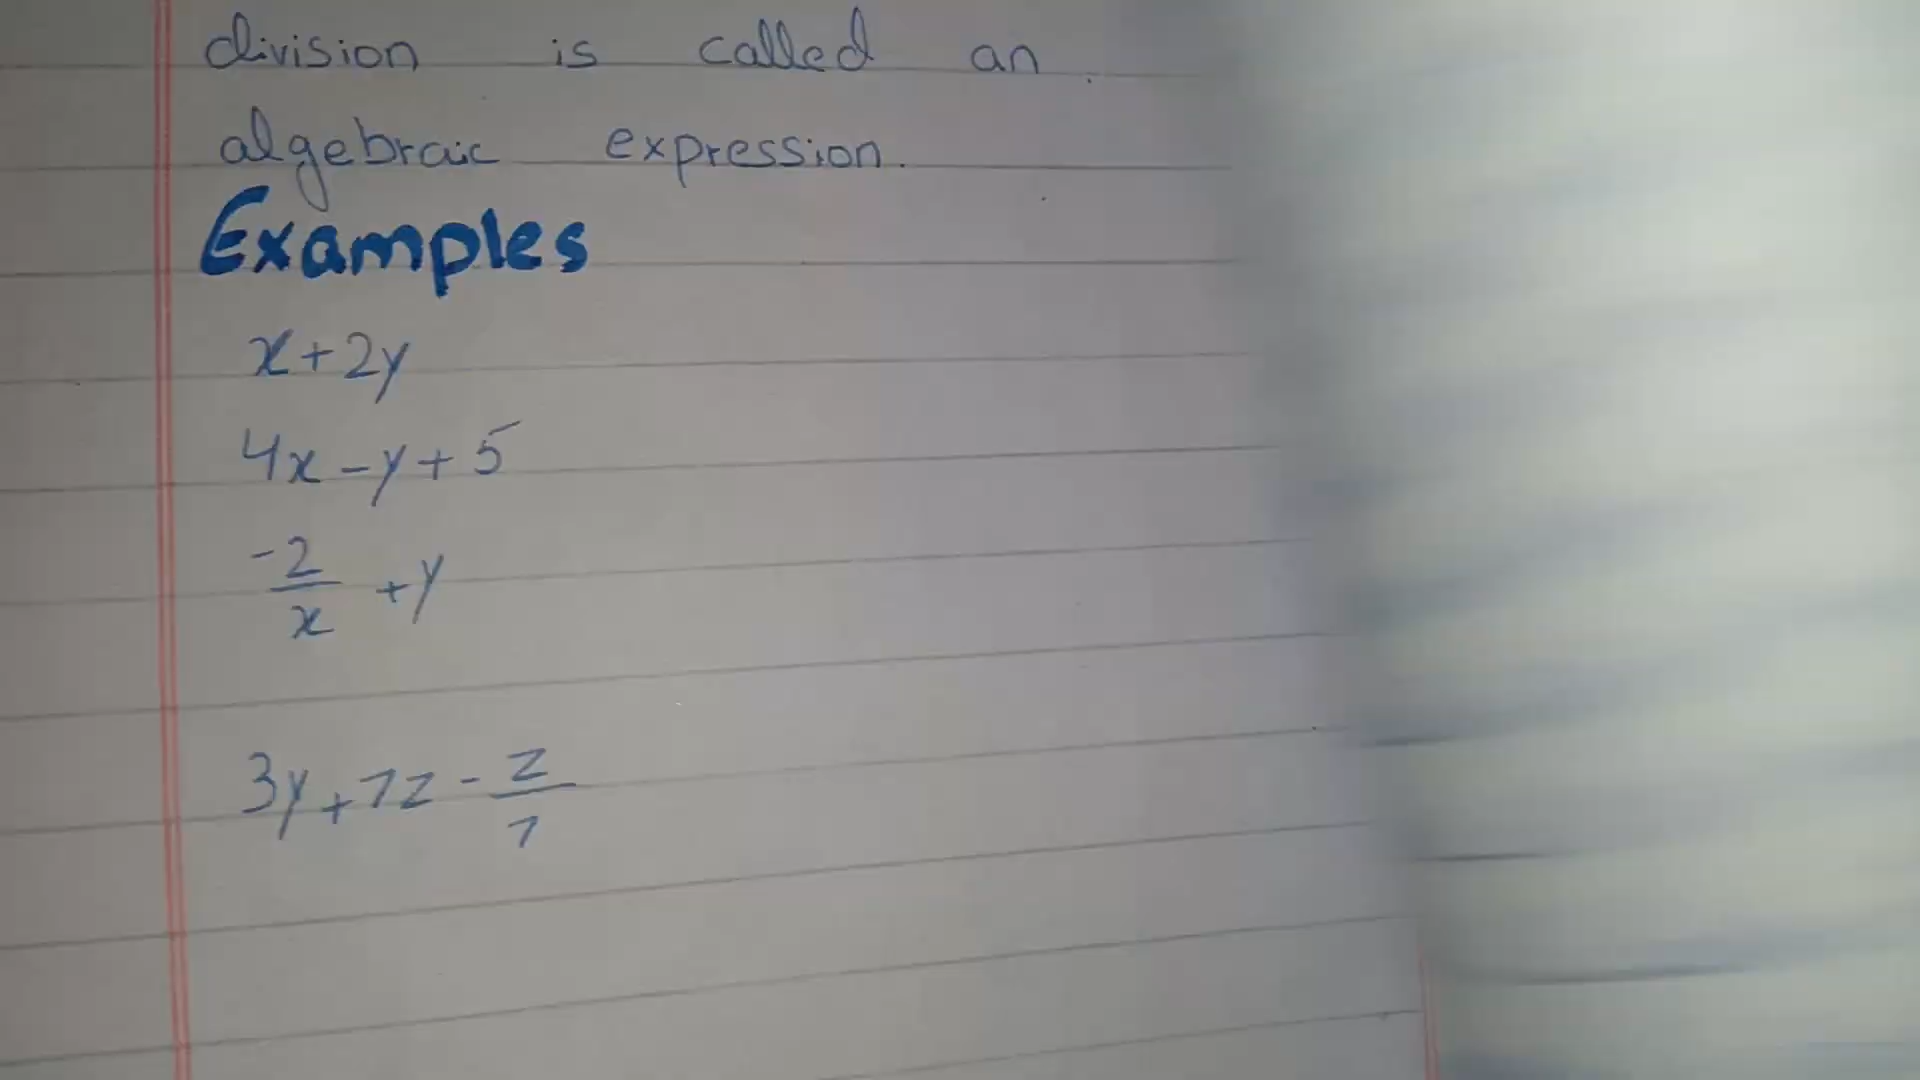 division is called an
algebraic expression.
Examples
x+2y
4x-y+5
-2/x +y
3y+7z-z/7